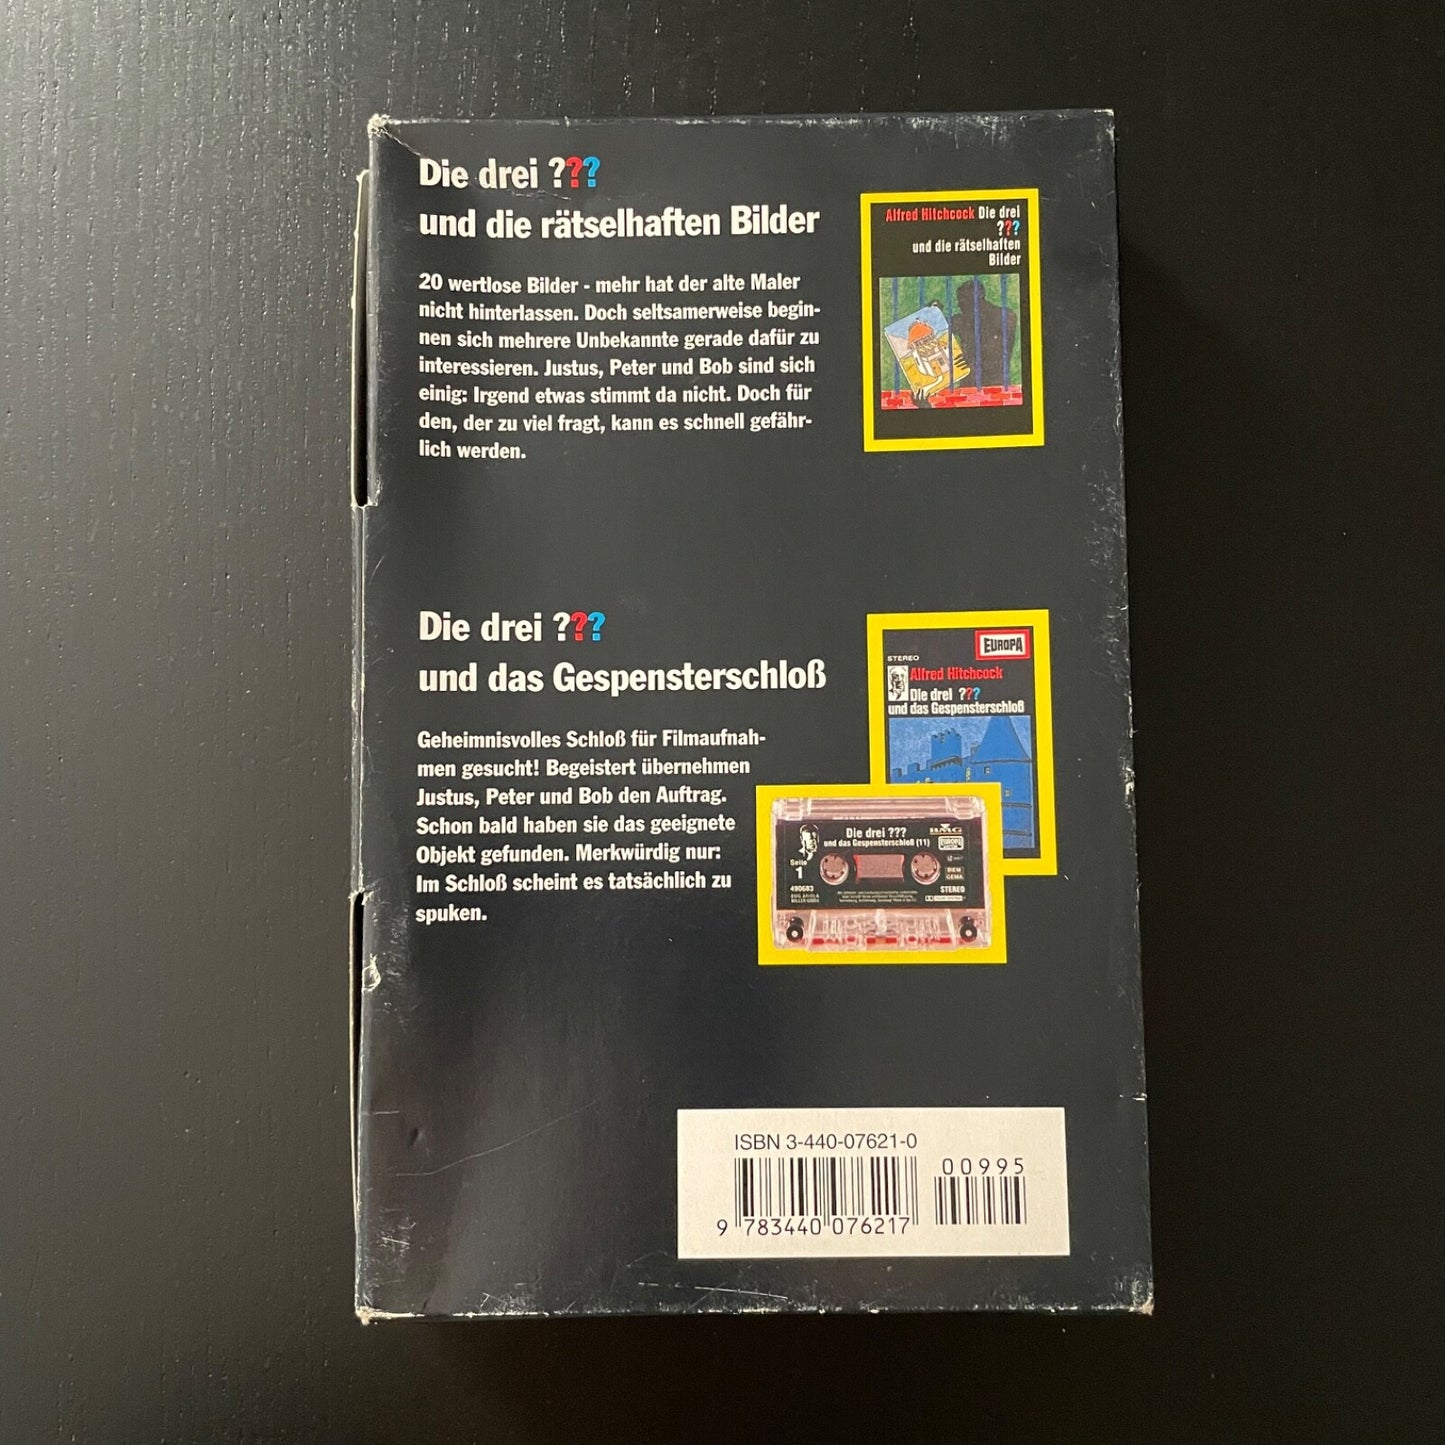 Die drei ???
und die rätselhaften Bilder
20 wertlose Bilder - mehr hat der alte Maler
nicht hinterlassen. Doch seltsamerweise begin-
nen sich mehrere Unbekannte gerade dafür zu
interessieren. Justus, Peter und Bob sind sich
einig: Irgend etwas stimmt da nicht. Doch für
den, der zu viel fragt, kann es schnell gefähr-
lich werden.
Alfred Hitchcock Die drei
???
und die rätselhaften
Bilder
Die drei ???
und das Gespensterschloß
Geheimnisvolles Schloß für Filmaufnah-
men gesucht! Begeistert übernehmen
Justus, Peter und Bob den Auftrag.
Schon bald haben sie das geeignete
Objekt gefunden. Merkwürdig nur:
Im Schloß scheint es tatsächlich zu
spuken.
EUROPA
STEREO
Alfred Hitchcock
Die drei ???
und das Gespensterschloß
Die drei ???
und das Gespensterschloß (11)
BMG
EUROPA
Seite
1
BIEM
GEMA
490683
STEREO
ISBN 3-440-07621-0
00995
9 783440 076217